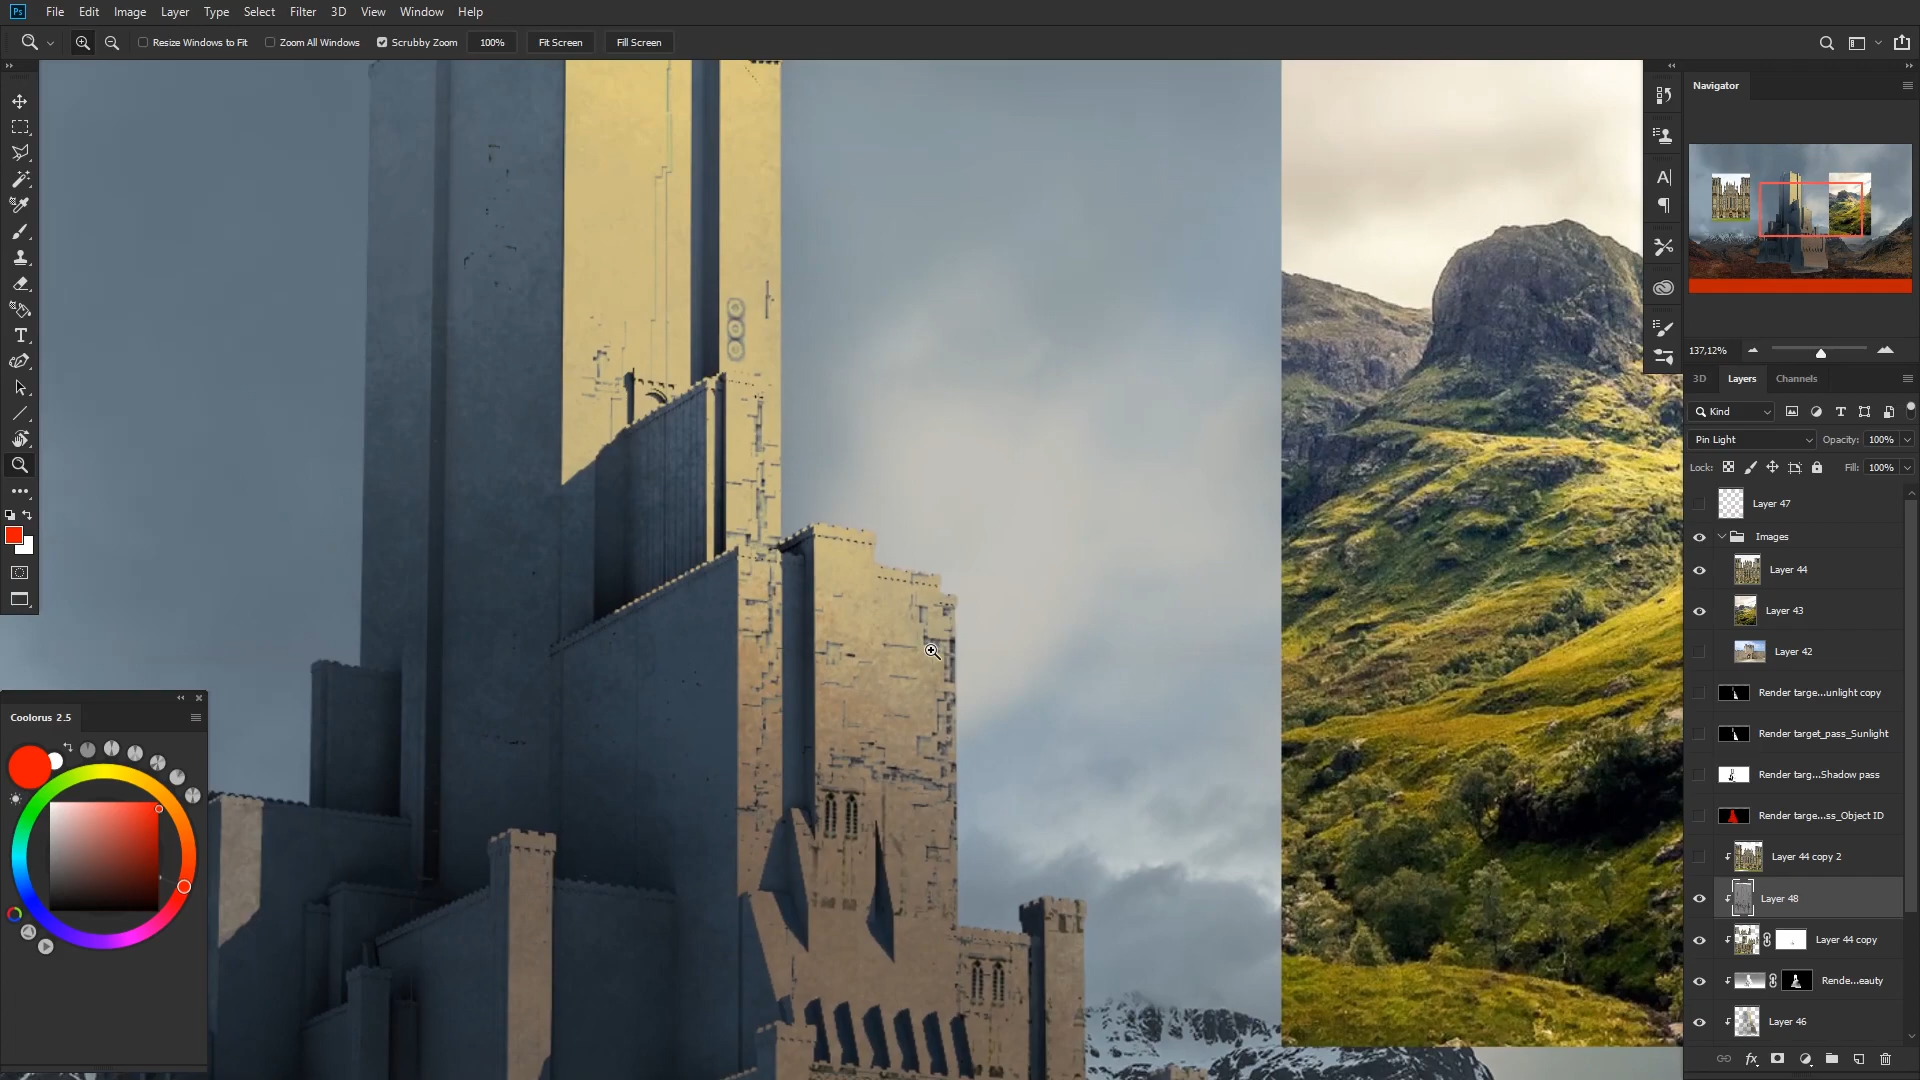 Ps File Edit Image Layer Type Select Filter 3D View Window Help
Resize Windows to Fit Zoom All Windows Scrubby Zoom 100% Fit Screen Fill Screen
Navigator
137,12%
3D Layers Channels
Kind
Pin Light Opacity: 100%
Lock: Fill: 100%
Layer 47
Images
Layer 44
Layer 43
Layer 42
Render targe...unlight copy
Render target_pass_Sunlight
Render targ...Shadow pass
Render targe...ss_Object ID
Layer 44 copy 2
Layer 48
Layer 44 copy
Rende...eauty
Layer 46
Coolorus 2.5